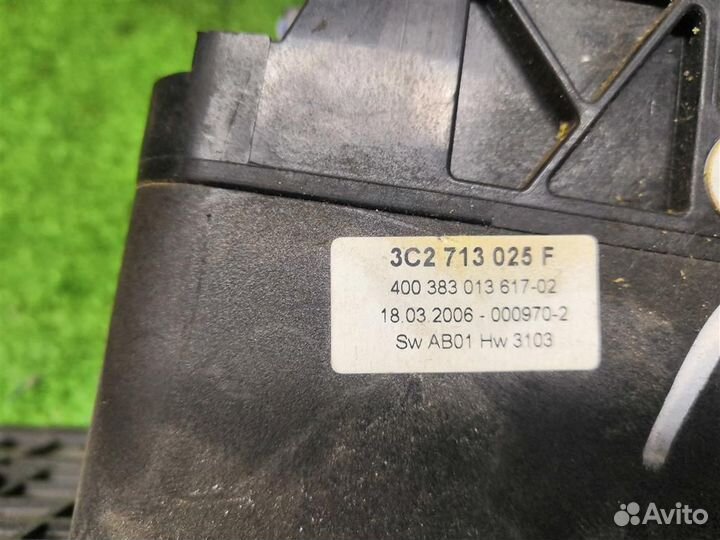 3C2 713 025 F
400 383 013 617-02
18.03.2006 - 000970-2
Sw AB01 Hw 3103
Avito